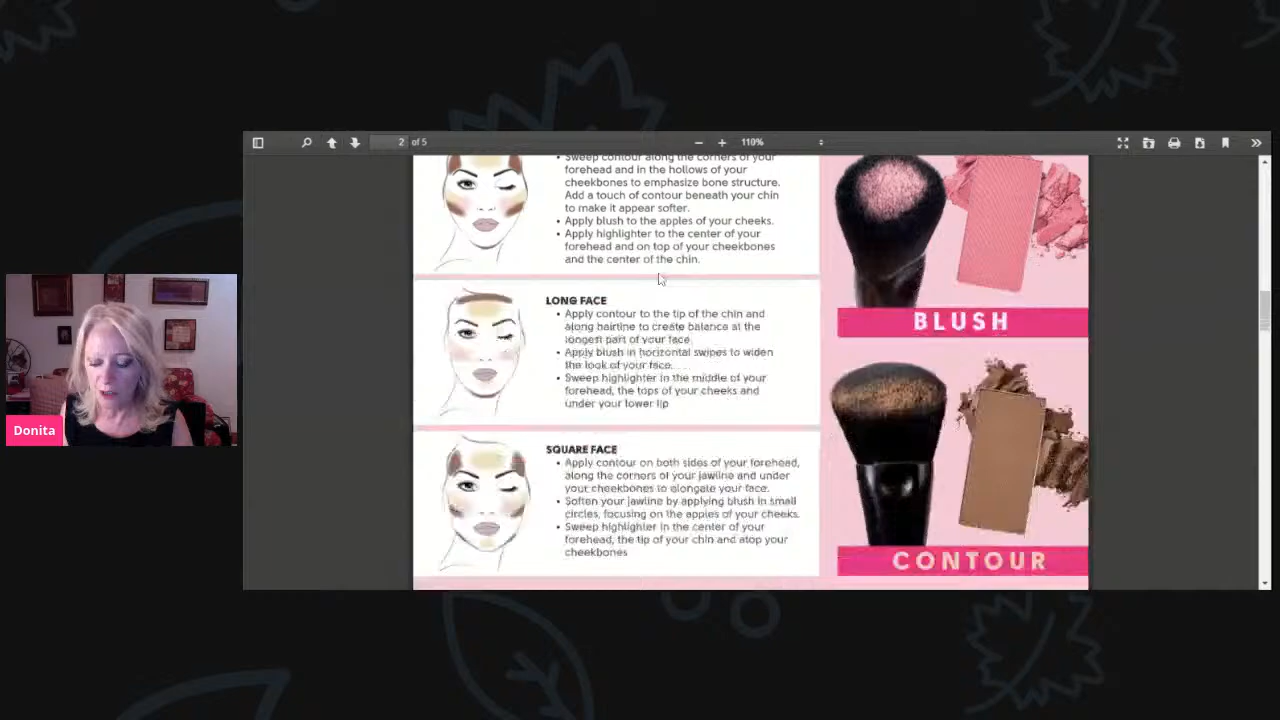 2 of 5
110%
Sweep contour along the corners of your
forehead and in the hollows of your
cheekbones to emphasize bone structure.
Add a touch of contour beneath your chin
to make it appear softer.
• Apply blush to the apples of your cheeks.
• Apply highlighter to the center of your
forehead and on top of your cheekbones
and the center of the chin.
LONG FACE
• Apply contour to the tip of the chin and
along hairline to create balance at the
longest part of your face
• Apply blush in horizontal swipes to widen
the look of your face.
• Sweep highlighter in the middle of your
forehead, the tops of your cheeks and
under your lower lip
SQUARE FACE
• Apply contour on both sides of your forehead,
along the corners of your jawline and under
your cheekbones to elongate your face.
• Soften your jawline by applying blush in small
circles, focusing on the apples of your cheeks.
• Sweep highlighter in the center of your
forehead, the tip of your chin and atop your
cheekbones
BLUSH
CONTOUR
Donita